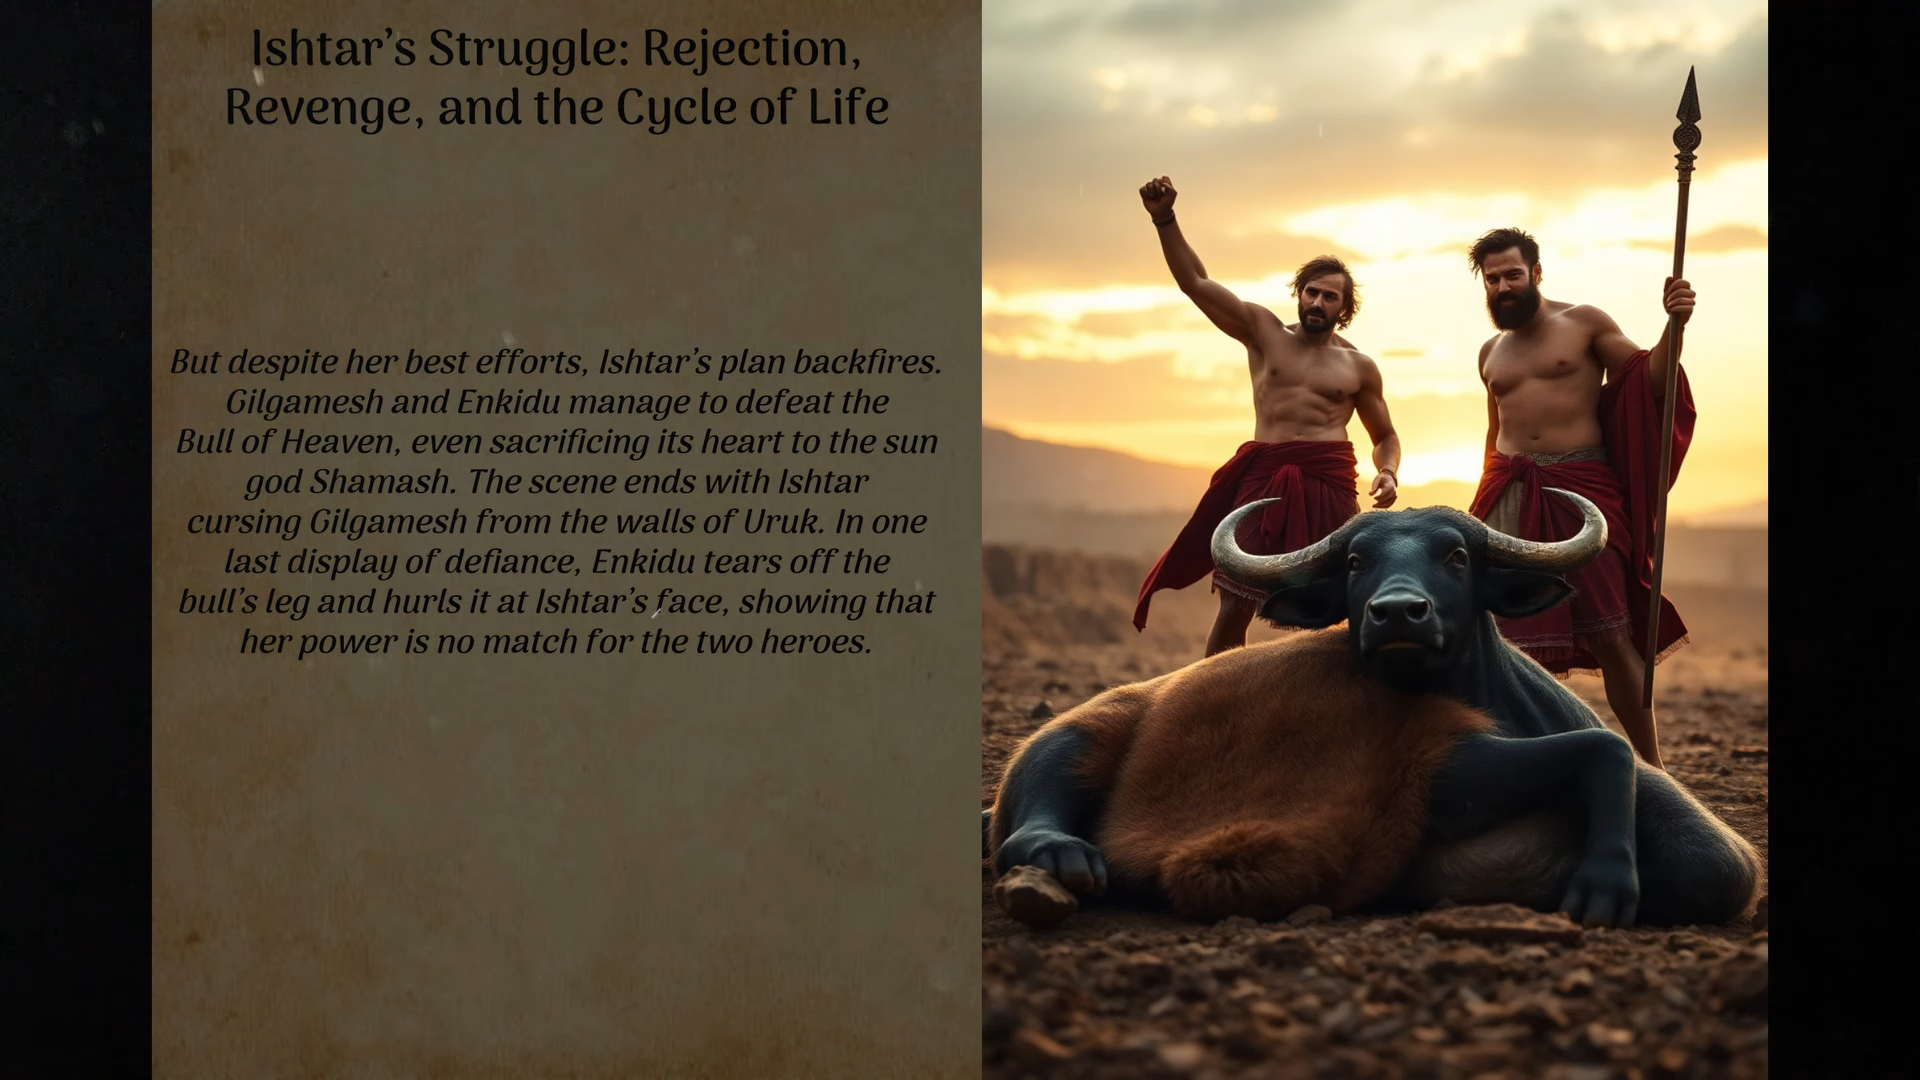 Ishtar’s Struggle: Rejection,
Revenge, and the Cycle of Life
But despite her best efforts, Ishtar’s plan backfires.
Gilgamesh and Enkidu manage to defeat the
Bull of Heaven, even sacrificing its heart to the sun
god Shamash. The scene ends with Ishtar
cursing Gilgamesh from the walls of Uruk. In one
last display of defiance, Enkidu tears off the
bull’s leg and hurls it at Ishtar’s face, showing that
her power is no match for the two heroes.